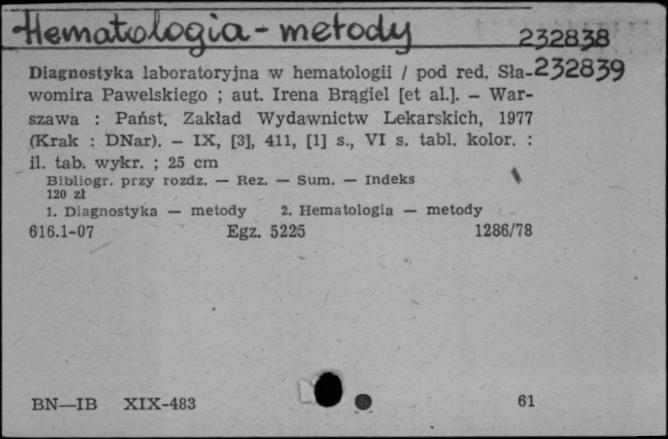 Hematologia - metody
232838
232839
Diagnostyka laboratoryjna w hematologii / pod red. Sła-
womira Pawelskiego ; aut. Irena Brągiel [et al.]. — War-
szawa : Państ. Zakład Wydawnictw Lekarskich, 1977
(Krak : DNar). — IX, [3], 411, [1] s., VI s. tabl. kolor. :
il. tab. wykr. ; 25 cm
Bibliogr. przy rozdz. — Rez. — Sum. — Indeks
120 zł
1. Diagnostyka — metody 2. Hematologia — metody
616.1-07 Egz. 5225 1286/78
BN—IB XIX-483 61